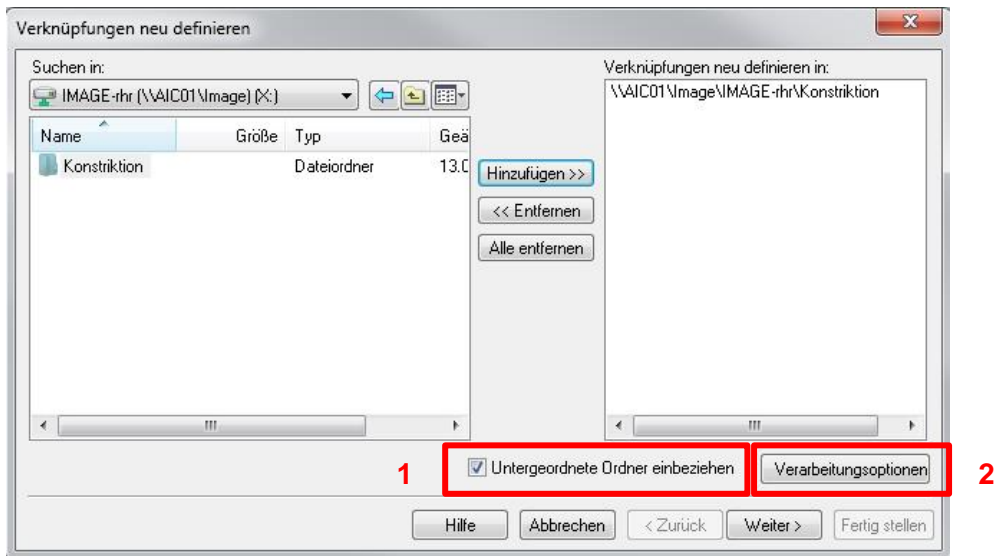 Verknüpfungen neu definieren
Suchen in:
IMAGE-rhr (\\AIC01\Image) (X:)
Name Größe Typ Geä
Konstriktion Dateiordner 13.0
Hinzufügen >>
<< Entfernen
Alle entfernen
Verknüpfungen neu definieren in:
\\AIC01\Image\IMAGE-rhr\Konstriktion
1 Untergeordnete Ordner einbeziehen Verarbeitungsoptionen 2
Hilfe Abbrechen < Zurück Weiter > Fertig stellen